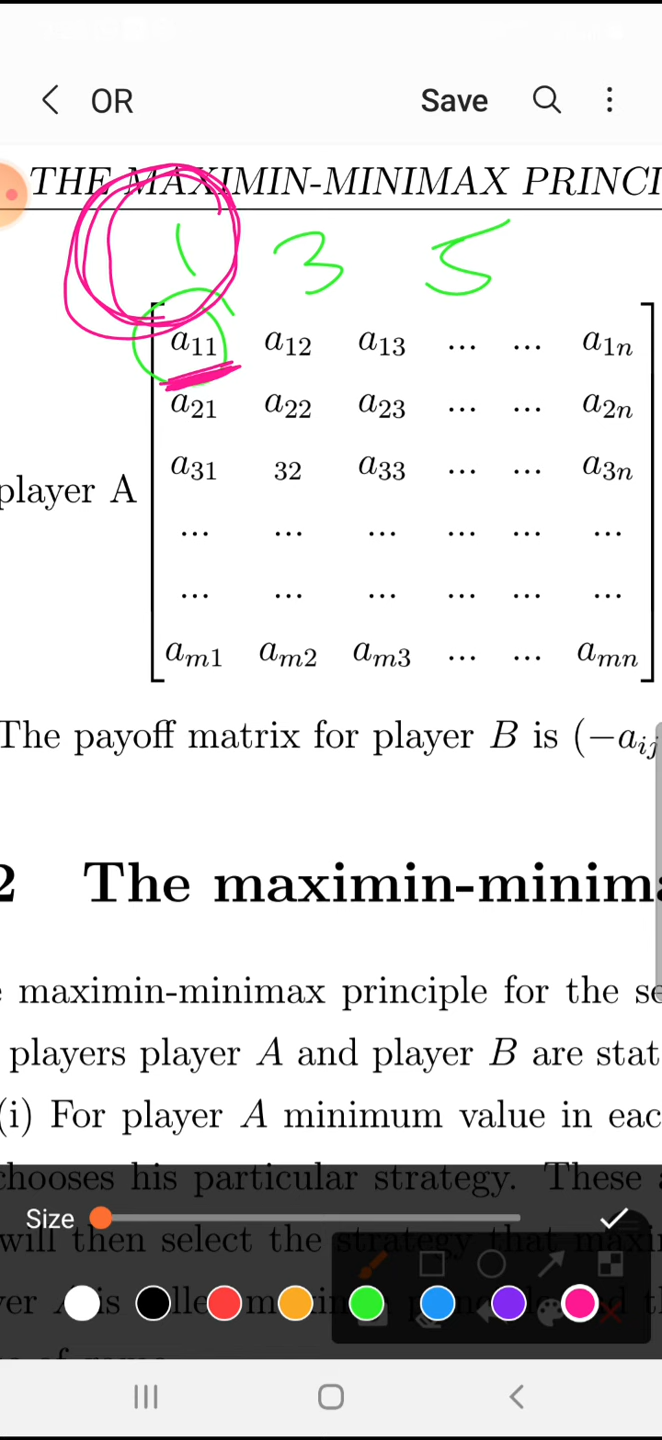 OR Save
THE MAXIMIN-MINIMAX PRINCI
1 3 5
a11 a12 a13 ... ... a1n
a21 a22 a23 ... ... a2n
a31 32 a33 ... ... a3n
player A
... ... ... ... ... ...
... ... ... ... ... ...
am1 am2 am3 ... ... amn
The payoff matrix for player B is (−aij
2 The maximin-minima
maximin-minimax principle for the se
players player A and player B are stat
(i) For player A minimum value in eac
chooses his particular strategy. These
Size
will then select the strategy that maxi